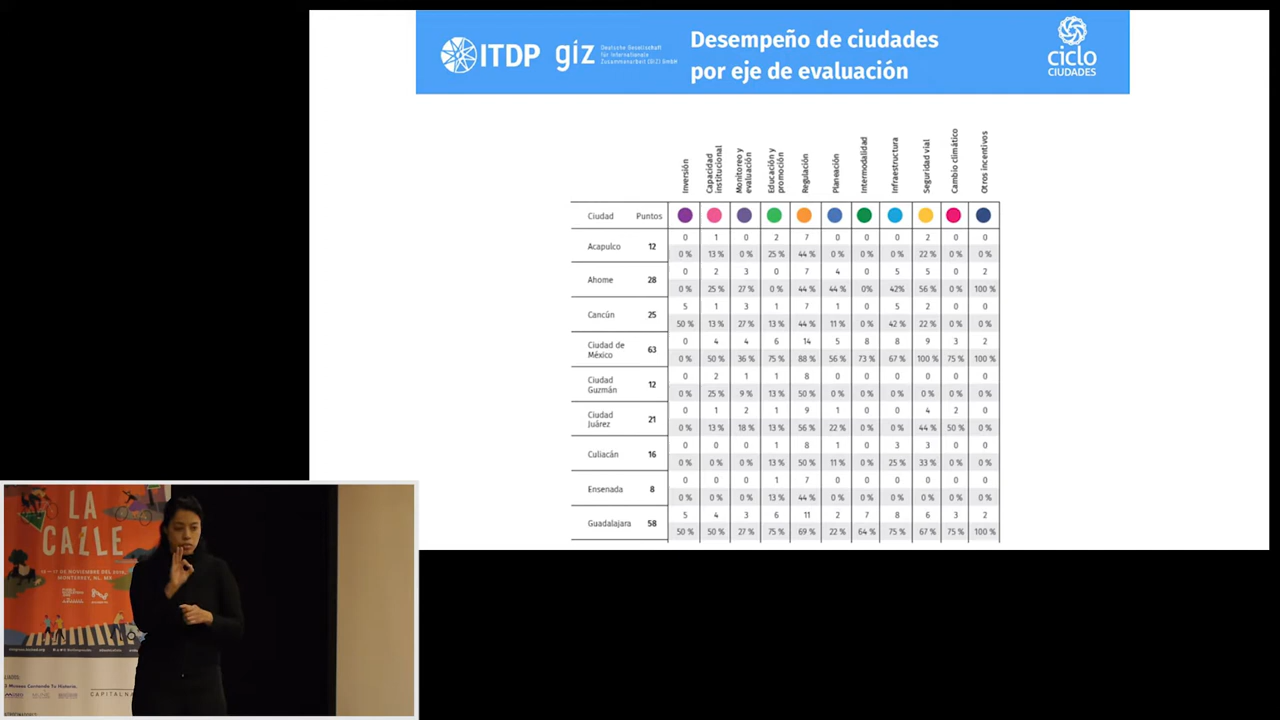 ITDP
giz
Deutsche Gesellschaft
für Internationale
Zusammenarbeit (GIZ) GmbH
Desempeño de ciudades
por eje de evaluación
ciclo
CIUDADES
Inversión
Capacidad institucional
Monitoreo y evaluación
Educación y promoción
Regulación
Planeación
Intermodalidad
Infraestructura
Seguridad vial
Cambio climático
Otros incentivos
Ciudad Puntos
Acapulco 12
0 1 0 2 7 0 0 0 2 0 0
0 % 13 % 0 % 25 % 44 % 0 % 0 % 0 % 22 % 0 % 0 %
Ahome 28
0 2 3 0 7 4 0 5 5 0 2
0 % 25 % 27 % 0 % 44 % 44 % 0% 42% 56 % 0 % 100 %
Cancún 25
5 1 3 1 7 1 0 5 2 0 0
50 % 13 % 27 % 13 % 44 % 11 % 0 % 42 % 22 % 0 % 0 %
Ciudad de México 63
0 4 4 6 14 5 8 8 9 3 2
0 % 50 % 36 % 75 % 88 % 56 % 73 % 67 % 100 % 75 % 100 %
Ciudad Guzmán 12
0 2 1 1 8 0 0 0 0 0 0
0 % 25 % 9 % 13 % 50 % 0 % 0 % 0 % 0 % 0 % 0 %
Ciudad Juárez 21
0 1 2 1 9 1 0 0 4 2 0
0 % 13 % 18 % 13 % 56 % 22 % 0 % 0 % 44 % 50 % 0 %
Culiacán 16
0 0 0 1 8 1 0 3 3 0 0
0 % 0 % 0 % 13 % 50 % 11 % 0 % 25 % 33 % 0 % 0 %
Ensenada 8
0 0 0 1 7 0 0 0 0 0 0
0 % 0 % 0 % 13 % 44 % 0 % 0 % 0 % 0 % 0 % 0 %
Guadalajara 58
5 4 3 6 11 2 7 8 6 3 2
50 % 50 % 27 % 75 % 69 % 22 % 64 % 75 % 67 % 75 % 100 %
LA
CALLE
DE NOVIEMBRE DEL
MONTERREY, NL, MX
CAPITALNA